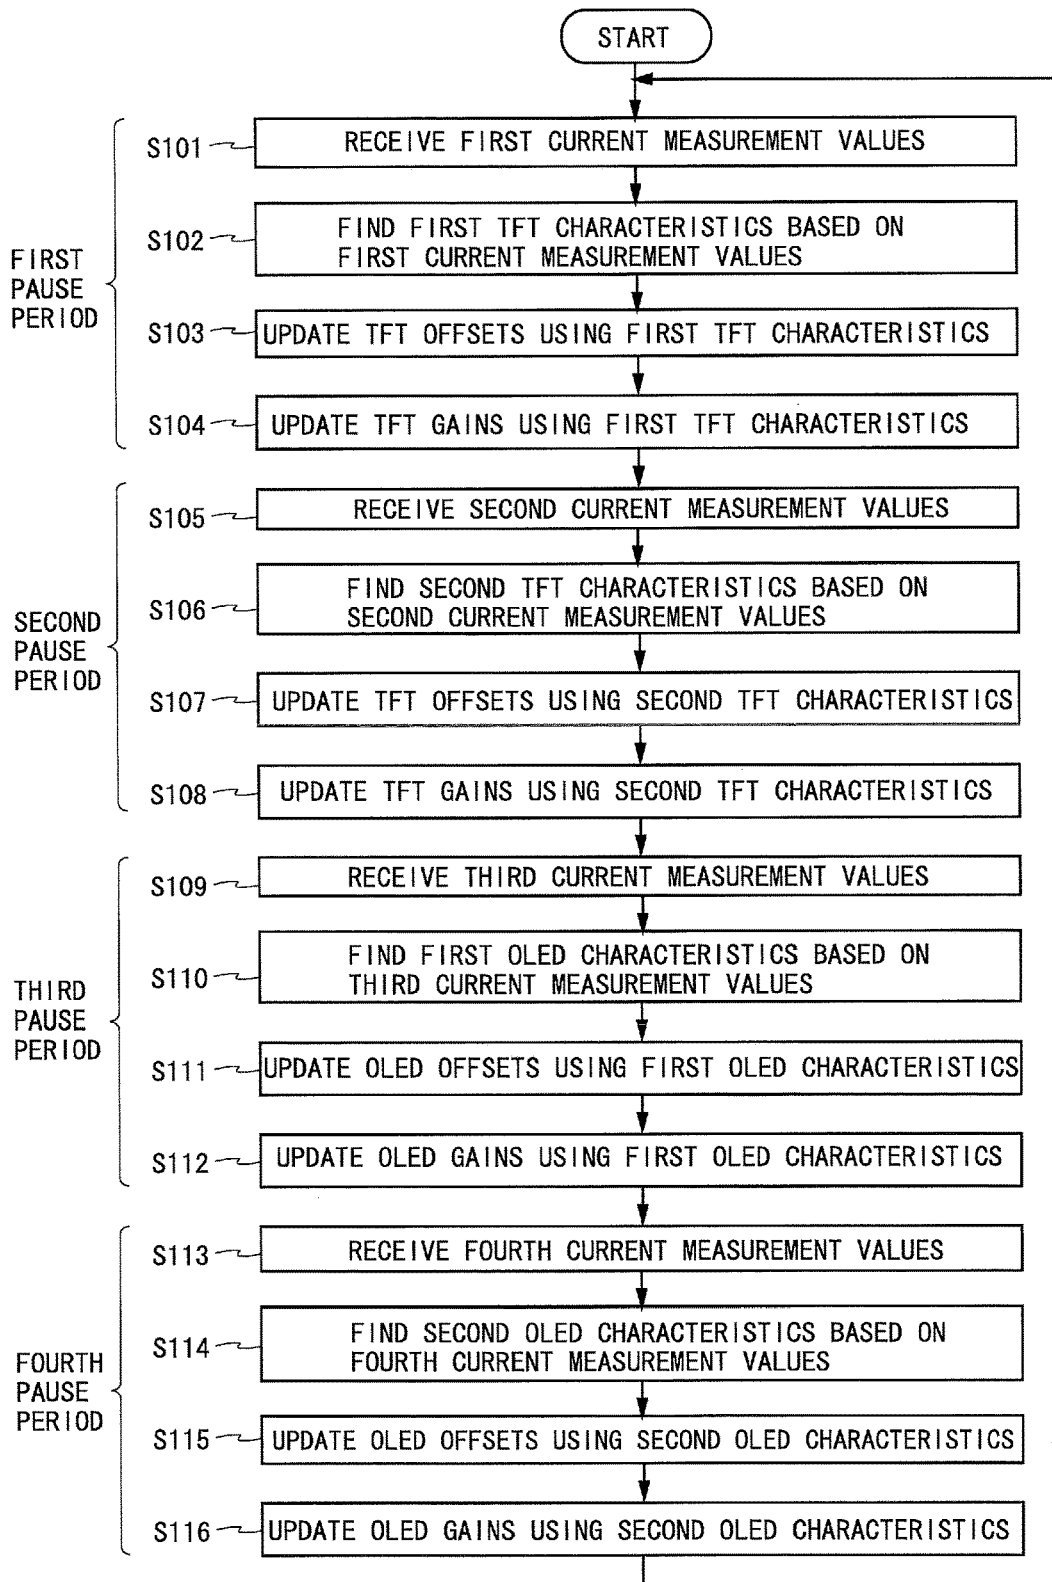 START
FIRST
PAUSE
PERIOD
S101
RECEIVE FIRST CURRENT MEASUREMENT VALUES
S102
FIND FIRST TFT CHARACTERISTICS BASED ON
FIRST CURRENT MEASUREMENT VALUES
S103
UPDATE TFT OFFSETS USING FIRST TFT CHARACTERISTICS
S104
UPDATE TFT GAINS USING FIRST TFT CHARACTERISTICS
SECOND
PAUSE
PERIOD
S105
RECEIVE SECOND CURRENT MEASUREMENT VALUES
S106
FIND SECOND TFT CHARACTERISTICS BASED ON
SECOND CURRENT MEASUREMENT VALUES
S107
UPDATE TFT OFFSETS USING SECOND TFT CHARACTERISTICS
S108
UPDATE TFT GAINS USING SECOND TFT CHARACTERISTICS
THIRD
PAUSE
PERIOD
S109
RECEIVE THIRD CURRENT MEASUREMENT VALUES
S110
FIND FIRST OLED CHARACTERISTICS BASED ON
THIRD CURRENT MEASUREMENT VALUES
S111
UPDATE OLED OFFSETS USING FIRST OLED CHARACTERISTICS
S112
UPDATE OLED GAINS USING FIRST OLED CHARACTERISTICS
FOURTH
PAUSE
PERIOD
S113
RECEIVE FOURTH CURRENT MEASUREMENT VALUES
S114
FIND SECOND OLED CHARACTERISTICS BASED ON
FOURTH CURRENT MEASUREMENT VALUES
S115
UPDATE OLED OFFSETS USING SECOND OLED CHARACTERISTICS
S116
UPDATE OLED GAINS USING SECOND OLED CHARACTERISTICS